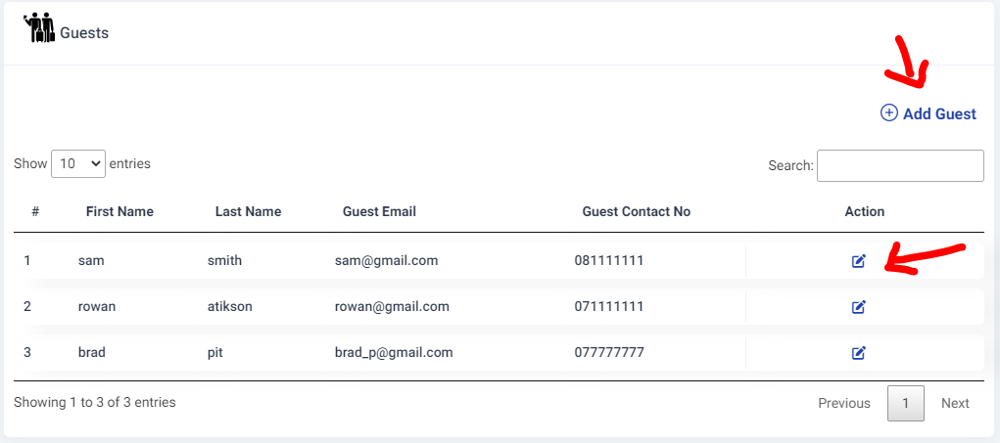 Guests
Add Guest
Show 10 entries Search:
# First Name Last Name Guest Email Guest Contact No Action
1 sam smith sam@gmail.com 081111111
2 rowan atikson rowan@gmail.com 071111111
3 brad pit brad_p@gmail.com 077777777
Showing 1 to 3 of 3 entries Previous 1 Next